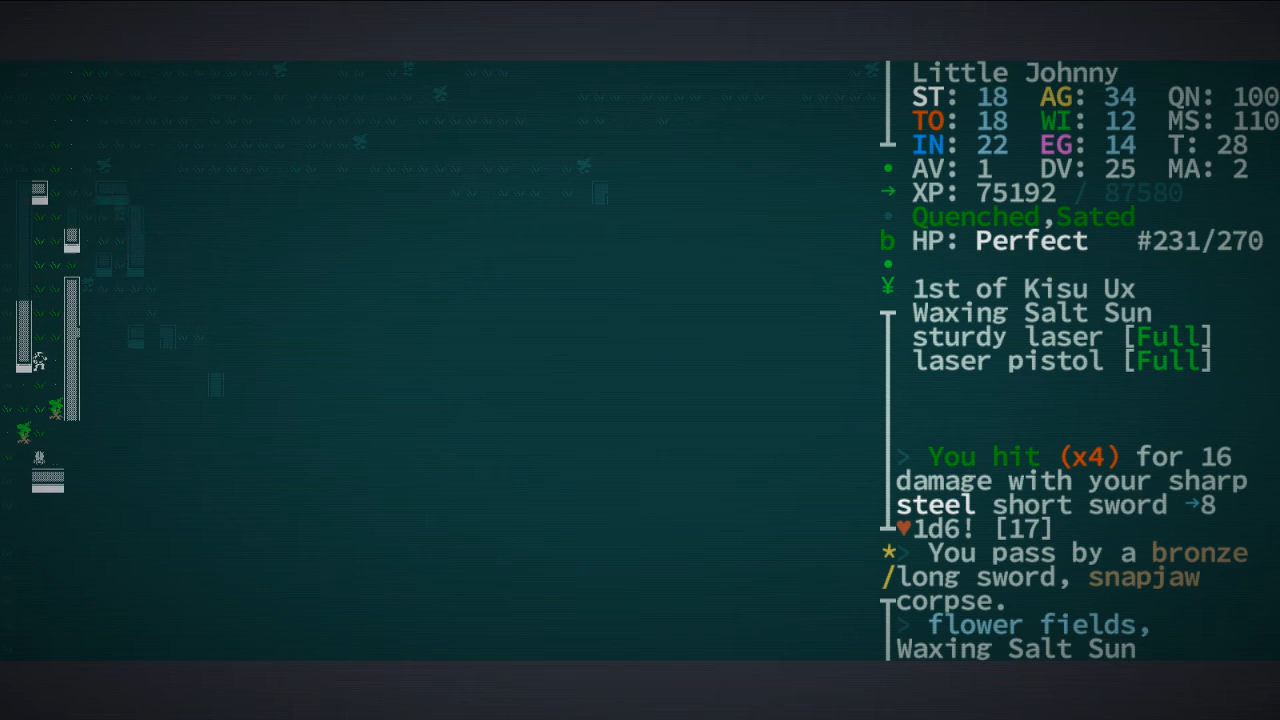 Little Johnny
ST: 18 AG: 34 QN: 100
TO: 18 WI: 12 MS: 110
IN: 22 EG: 14 T: 28
AV: 1 DV: 25 MA: 2
XP: 75192 / 87580
Quenched,Sated
b HP: Perfect #231/270
¥ 1st of Kisu Ux
Waxing Salt Sun
sturdy laser [Full]
laser pistol [Full]
> You hit (x4) for 16
damage with your sharp
steel short sword →8
♥1d6! [17]
*> You pass by a bronze
/long sword, snapjaw
corpse.
> flower fields,
Waxing Salt Sun